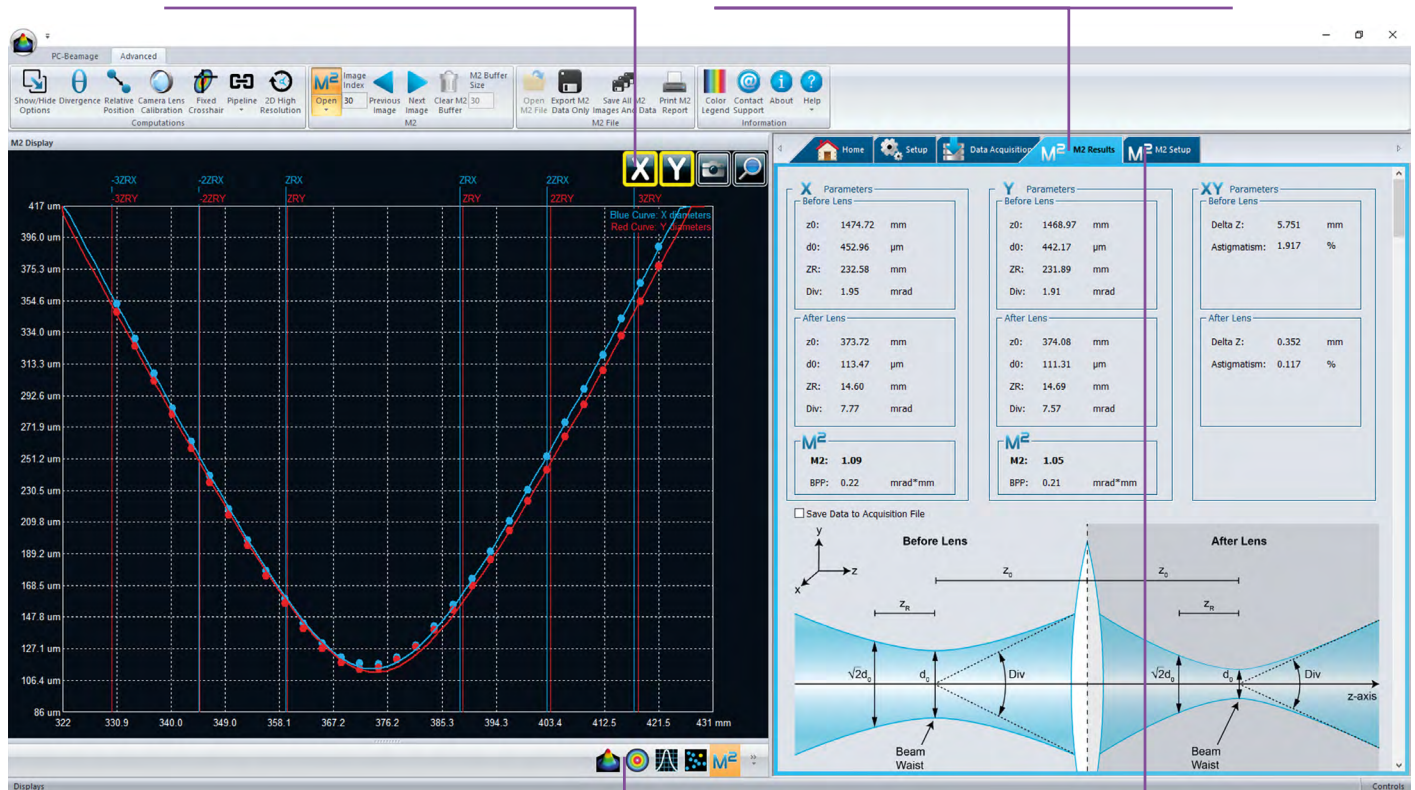 PC-Beamage Advanced
Show/Hide Options
Divergence
Relative Position
Camera Lens Calibration
Fixed Crosshair
Pipeline
2D High Resolution
Computations
M2
Open
Image Index
30
Previous Image
Next Image
Clear M2 Buffer
M2 Buffer Size
30
M2
Open M2 File
Export M2 Data Only
Save All M2 Images And Data
Print M2 Report
M2 File
Color Legend
Contact Support
About
Help
Information
M2 Display
X Y
-3ZRX -2ZRX ZRX ZRX 2ZRX
-3ZRY -2ZRY ZRY ZRY 2ZRY 3ZRY
Blue Curve: X diameters
Red Curve: Y diameters
417 um
396.0 um
375.3 um
354.6 um
334.0 um
313.3 um
292.6 um
271.9 um
251.2 um
230.5 um
209.8 um
189.2 um
168.5 um
147.8 um
127.1 um
106.4 um
86 um
322 330.9 340.0 349.0 358.1 367.2 376.2 385.3 394.3 403.4 412.5 421.5 431 mm
M2
Displays
Home
Setup
Data Acquisition
M2 M2 Results
M2 M2 Setup
X Parameters
Before Lens
z0: 1474.72 mm
d0: 452.96 µm
ZR: 232.58 mm
Div: 1.95 mrad
After Lens
z0: 373.72 mm
d0: 113.47 µm
ZR: 14.60 mm
Div: 7.77 mrad
M2
M2: 1.09
BPP: 0.22 mrad*mm
Y Parameters
Before Lens
z0: 1468.97 mm
d0: 442.17 µm
ZR: 231.89 mm
Div: 1.91 mrad
After Lens
z0: 374.08 mm
d0: 111.31 µm
ZR: 14.69 mm
Div: 7.57 mrad
M2
M2: 1.05
BPP: 0.21 mrad*mm
XY Parameters
Before Lens
Delta Z: 5.751 mm
Astigmatism: 1.917 %
After Lens
Delta Z: 0.352 mm
Astigmatism: 0.117 %
Save Data to Acquisition File
Before Lens After Lens
y
z
x
z0 z0
zR zR
√2d0 d0 Div √2d0 d0 Div
z-axis
Beam Waist
Beam Waist
Controls